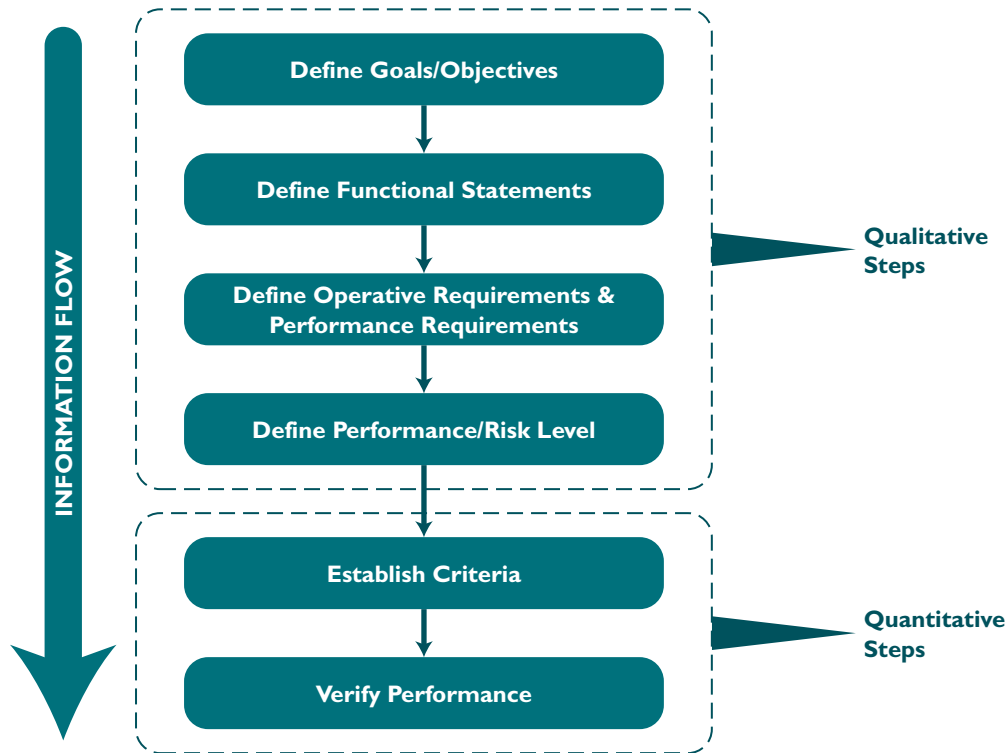 Define Goals/Objectives
Define Functional Statements
Define Operative Requirements &
Performance Requirements
Define Performance/Risk Level
Qualitative
Steps
INFORMATION FLOW
Establish Criteria
Verify Performance
Quantitative
Steps